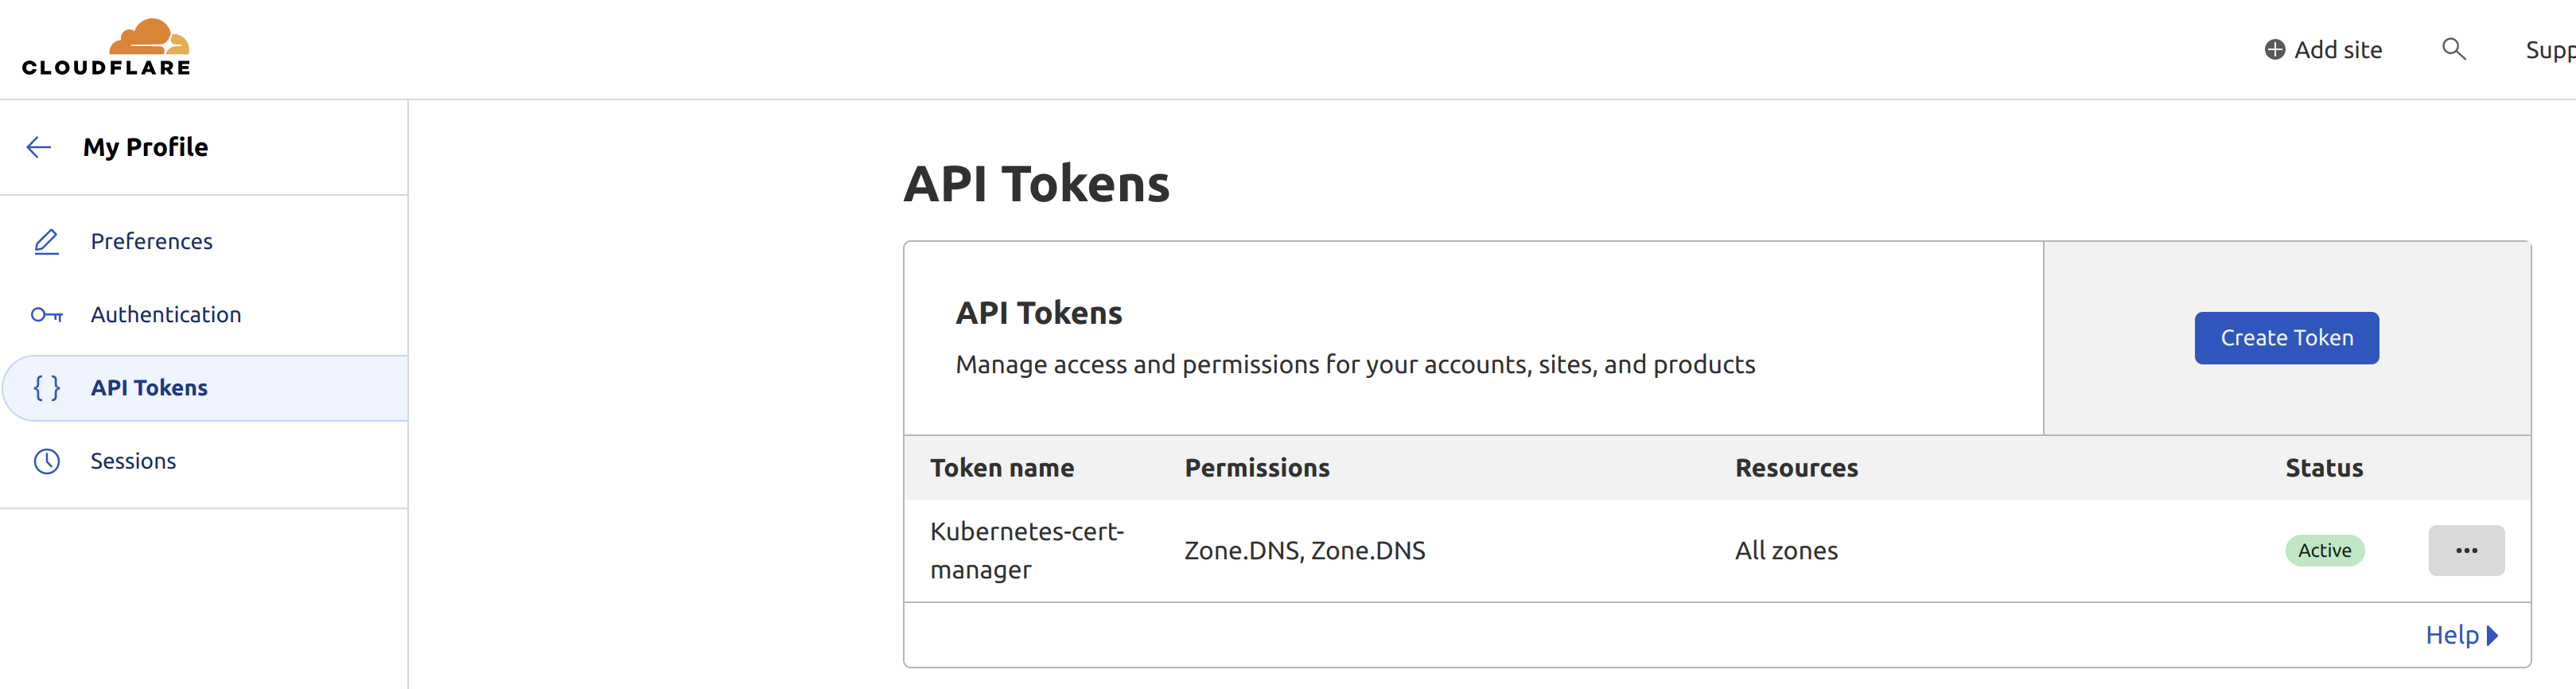 CLOUDFLARE
Add site
Supp
My Profile
Preferences
Authentication
API Tokens
Sessions
API Tokens
API Tokens
Manage access and permissions for your accounts, sites, and products
Create Token
Token name Permissions Resources Status
Kubernetes-cert-
manager
Zone.DNS, Zone.DNS
All zones
Active
Help